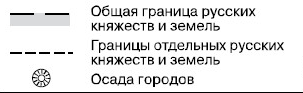 Общая граница русских
княжеств и земель
Границы отдельных русских
княжеств и земель
Осада городов